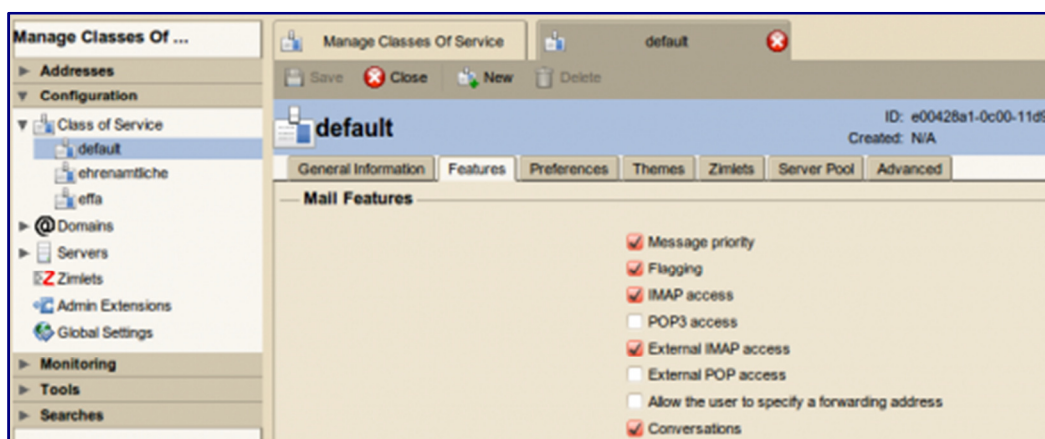 Manage Classes Of ...
Addresses
Configuration
Class of Service
default
ehrenamtliche
effa
@ Domains
Servers
Zimlets
Admin Extensions
Global Settings
Monitoring
Tools
Searches
Manage Classes Of Service
default
Save Close New Delete
default
ID: e00428a1-0c00-11d9
Created: N/A
General Information Features Preferences Themes Zimlets Server Pool Advanced
Mail Features
Message priority
Flagging
IMAP access
POP3 access
External IMAP access
External POP access
Allow the user to specify a forwarding address
Conversations